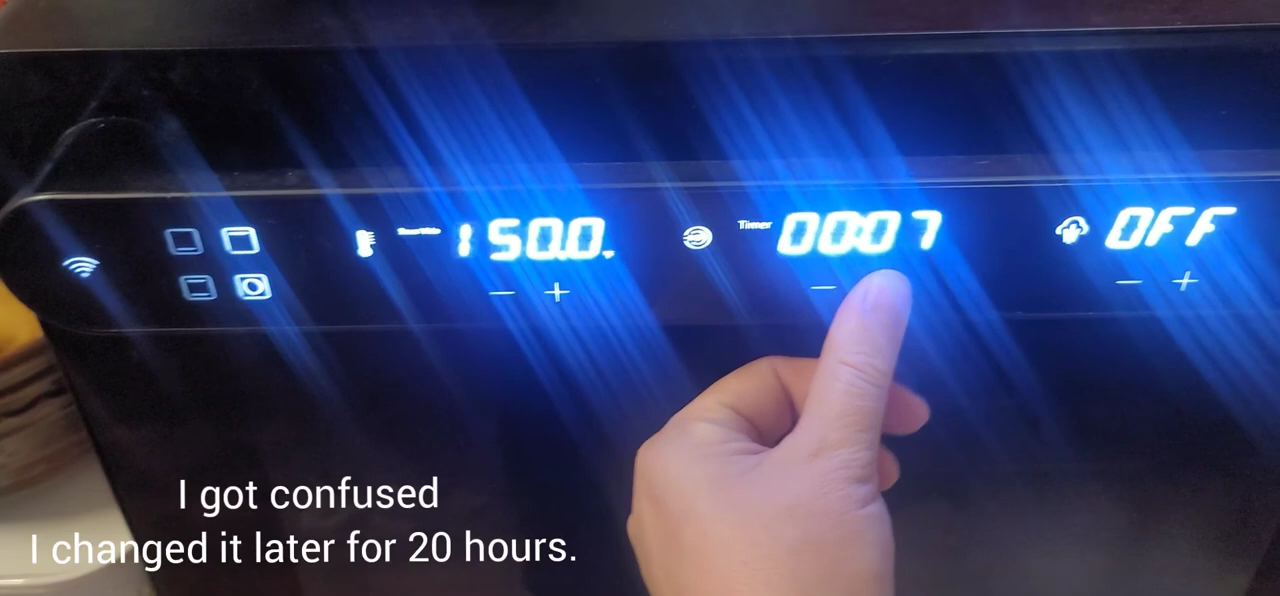 150.0
Timer
00:07
OFF
I got confused
I changed it later for 20 hours.